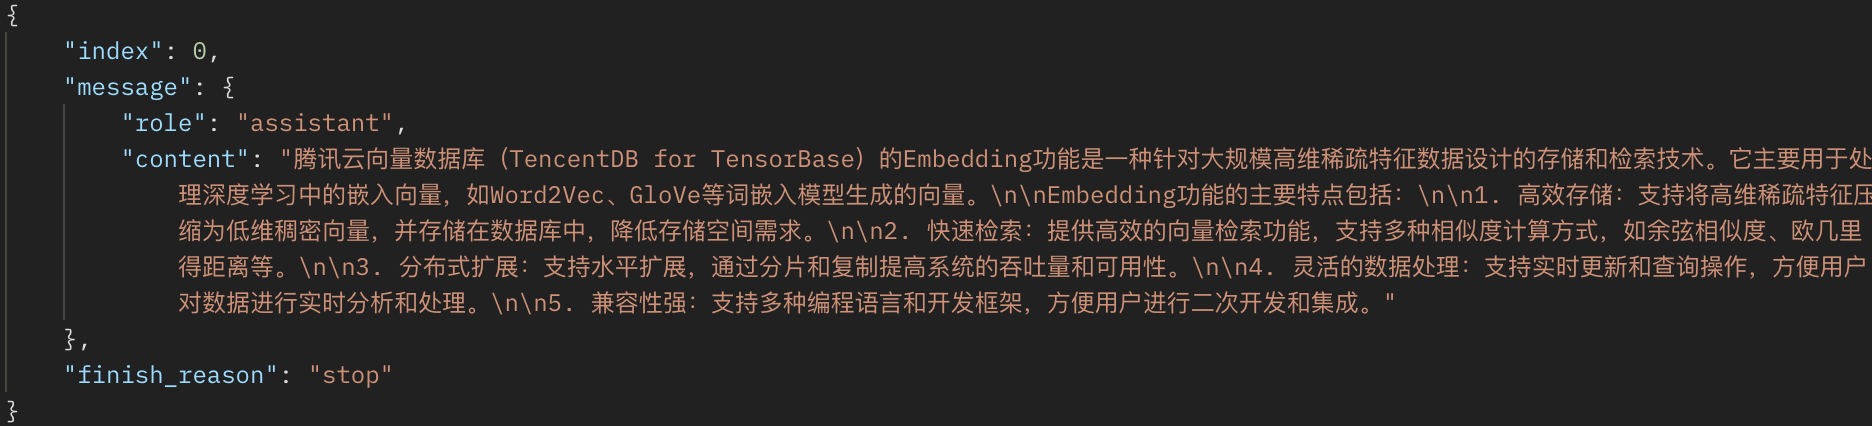 {
"index": 0,
"message": {
"role": "assistant",
"content": "腾讯云向量数据库（TencentDB for TensorBase）的Embedding功能是一种针对大规模高维稀疏特征数据设计的存储和检索技术。它主要用于处
理深度学习中的嵌入向量，如Word2Vec、GloVe等词嵌入模型生成的向量。\n\nEmbedding功能的主要特点包括：\n\n1. 高效存储：支持将高维稀疏特征压
缩为低维稠密向量，并存储在数据库中，降低存储空间需求。\n\n2. 快速检索：提供高效的向量检索功能，支持多种相似度计算方式，如余弦相似度、欧几里
得距离等。\n\n3. 分布式扩展：支持水平扩展，通过分片和复制提高系统的吞吐量和可用性。\n\n4. 灵活的数据处理：支持实时更新和查询操作，方便用户
对数据进行实时分析和处理。\n\n5. 兼容性强：支持多种编程语言和开发框架，方便用户进行二次开发和集成。"
},
"finish_reason": "stop"
}